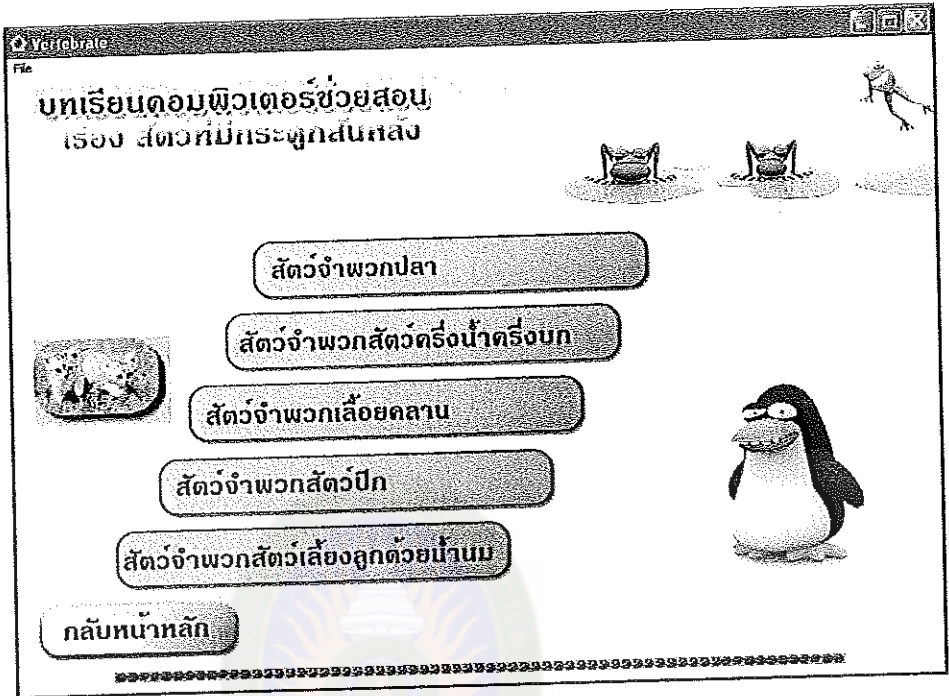 Vertebrate
File
บทเรียนคอมพิวเตอร์ช่วยสอน
เรื่อง สัตว์ที่มีกระดูกสันหลัง
สัตว์จำพวกปลา
สัตว์จำพวกสัตว์ครึ่งน้ำครึ่งบก
สัตว์จำพวกเลื้อยคลาน
สัตว์จำพวกสัตว์ปีก
สัตว์จำพวกสัตว์เลี้ยงลูกด้วยน้ำนม
กลับหน้าหลัก